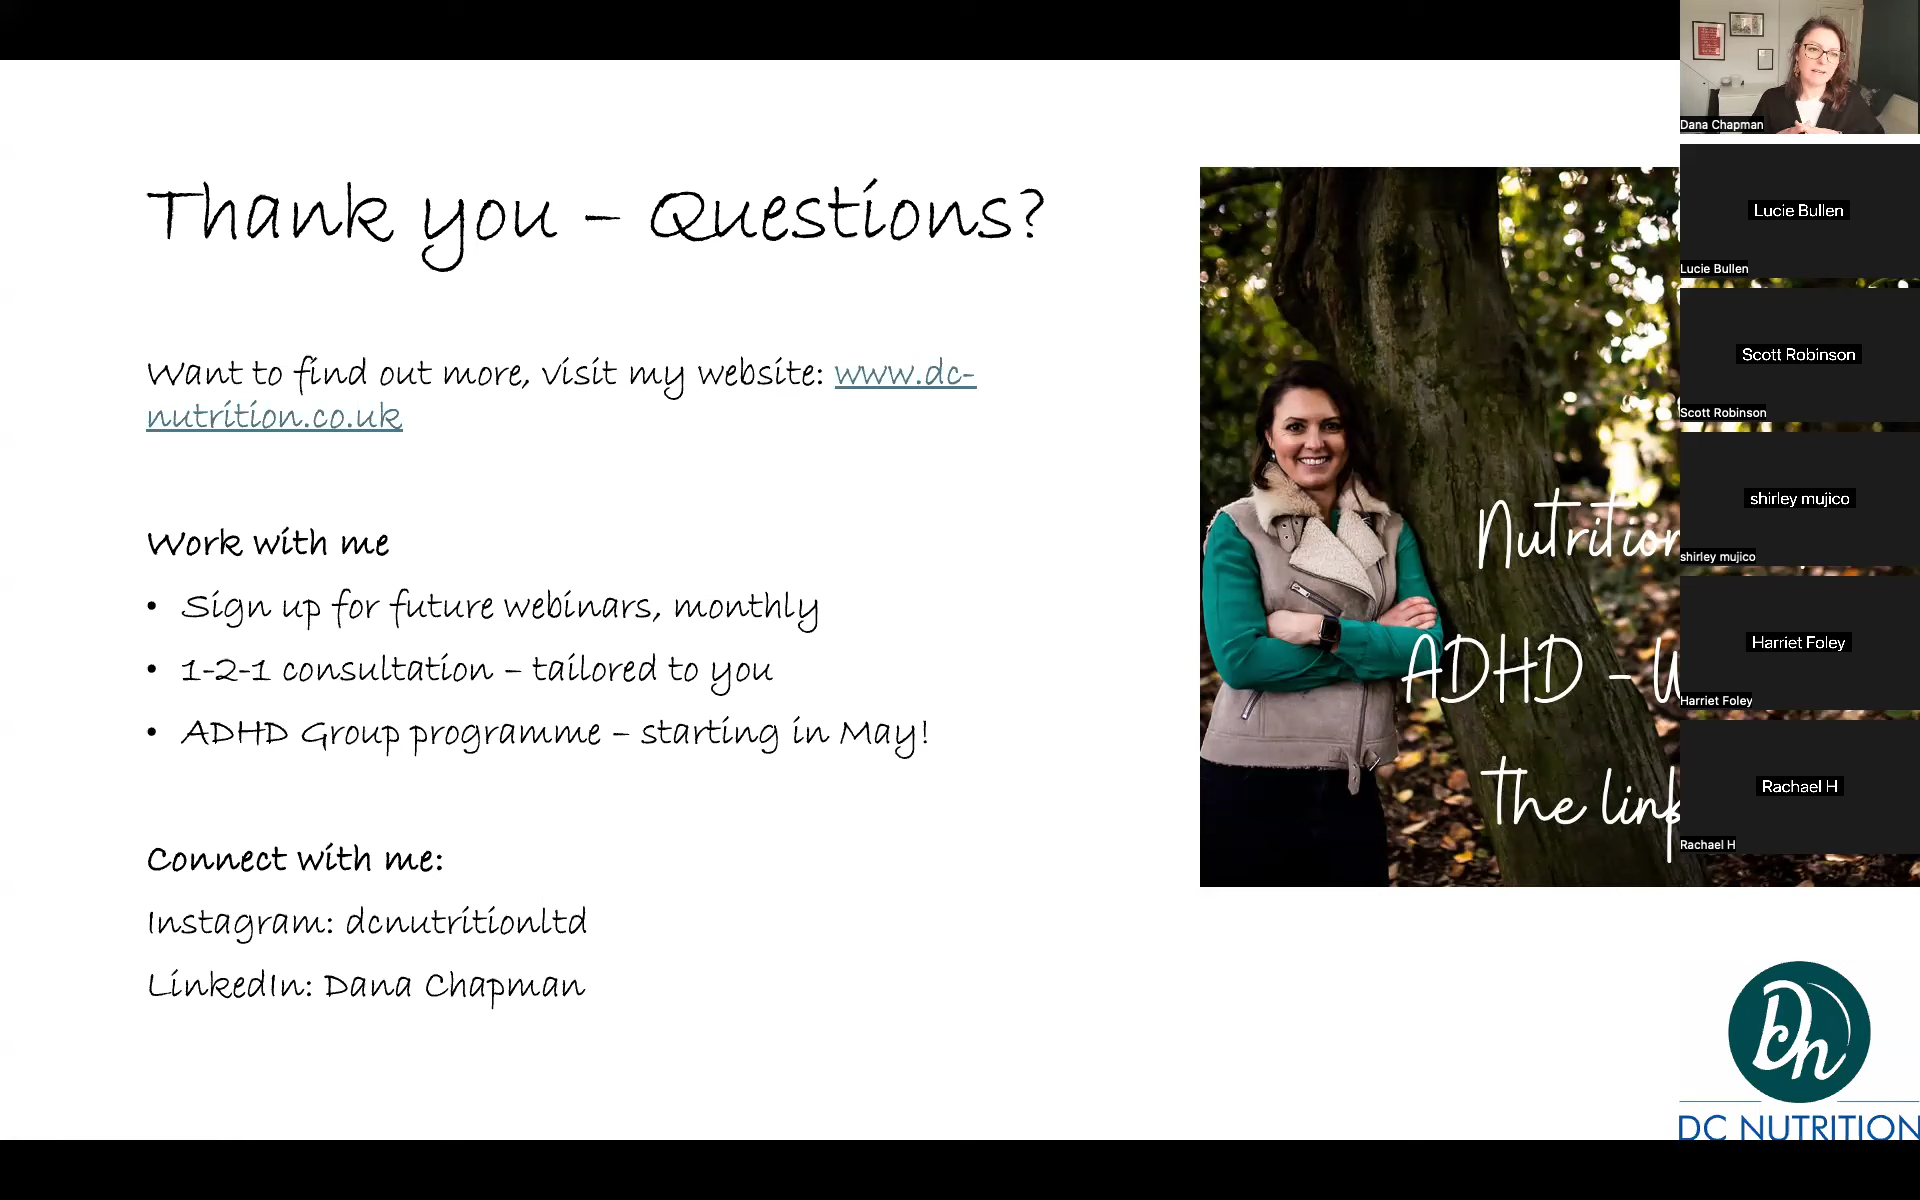 Thank you – Questions?
Want to find out more, visit my website: www.dc-
nutrition.co.uk
Work with me
• Sign up for future webinars, monthly
• 1-2-1 consultation – tailored to you
• ADHD Group programme – starting in May!
Connect with me:
Instagram: dcnutritionltd
LinkedIn: Dana Chapman
Nutrition
ADHD - W
the link
Dana Chapman
Lucie Bullen
Lucie Bullen
Scott Robinson
Scott Robinson
shirley mujico
shirley mujico
Harriet Foley
Harriet Foley
Rachael H
Rachael H
DC NUTRITION